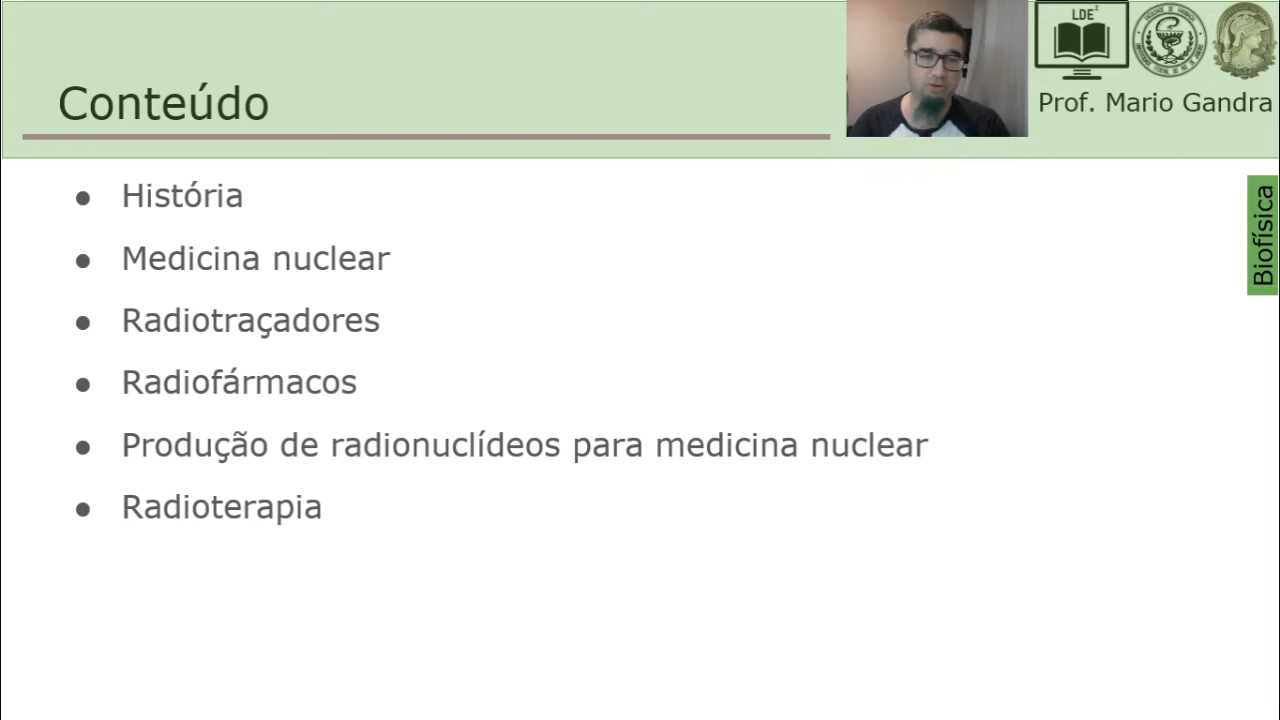 LDE²
Prof. Mario Gandra
Conteúdo
Biofísica
● História
● Medicina nuclear
● Radiotraçadores
● Radiofármacos
● Produção de radionuclídeos para medicina nuclear
● Radioterapia